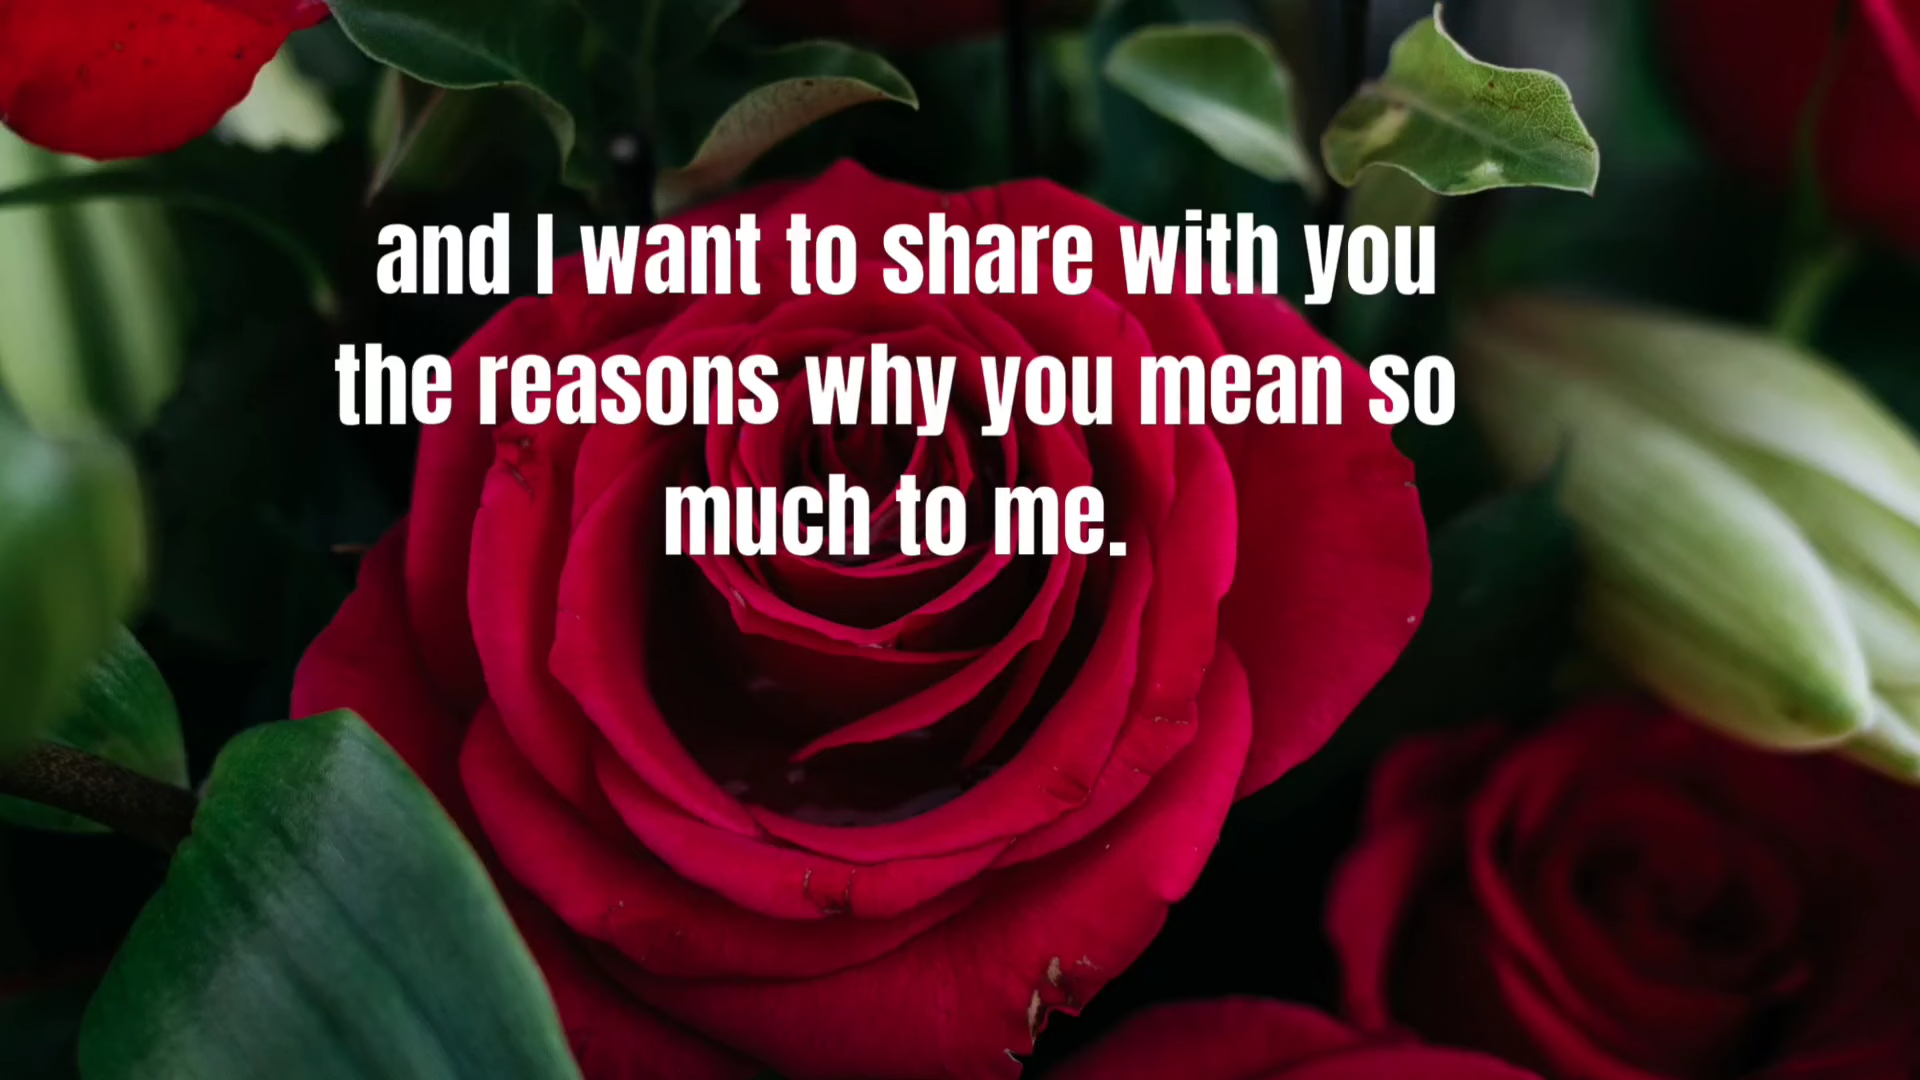 and I want to share with you
the reasons why you mean so
much to me.